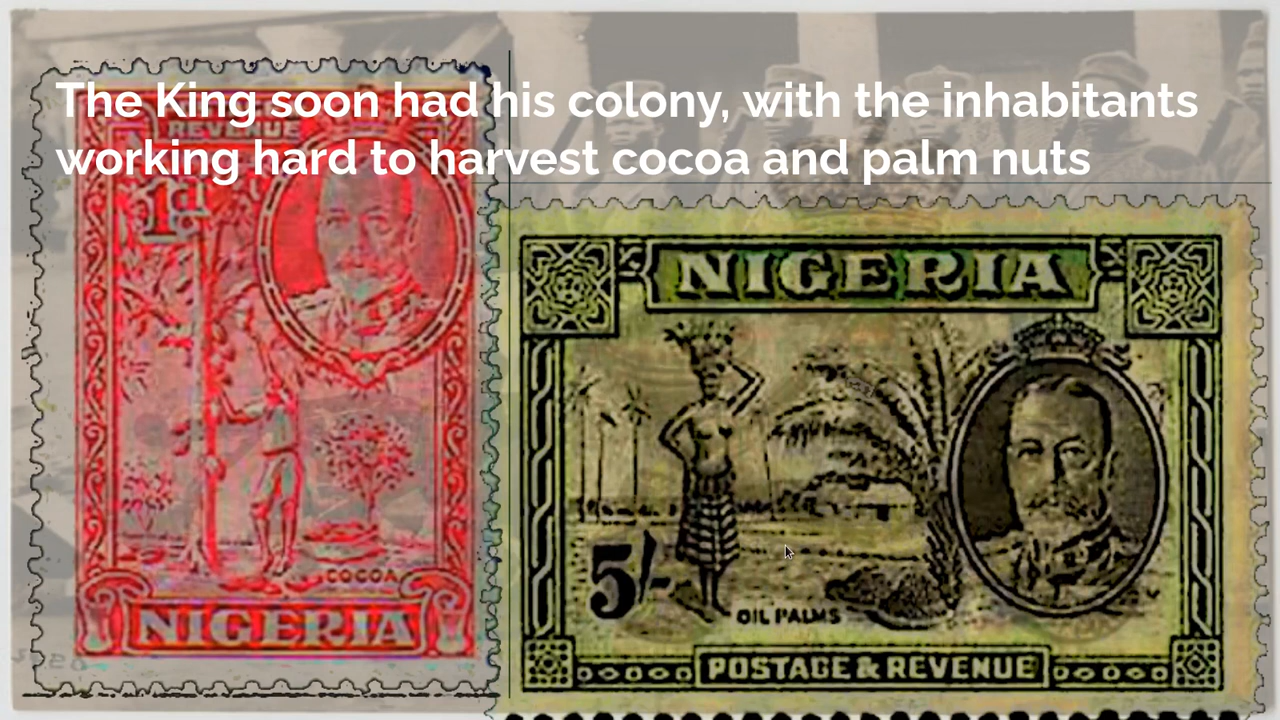 The King soon had his colony, with the inhabitants
working hard to harvest cocoa and palm nuts
REVENUE
1d
COCOA
NIGERIA
NIGERIA
5/-
OIL PALMS
POSTAGE & REVENUE